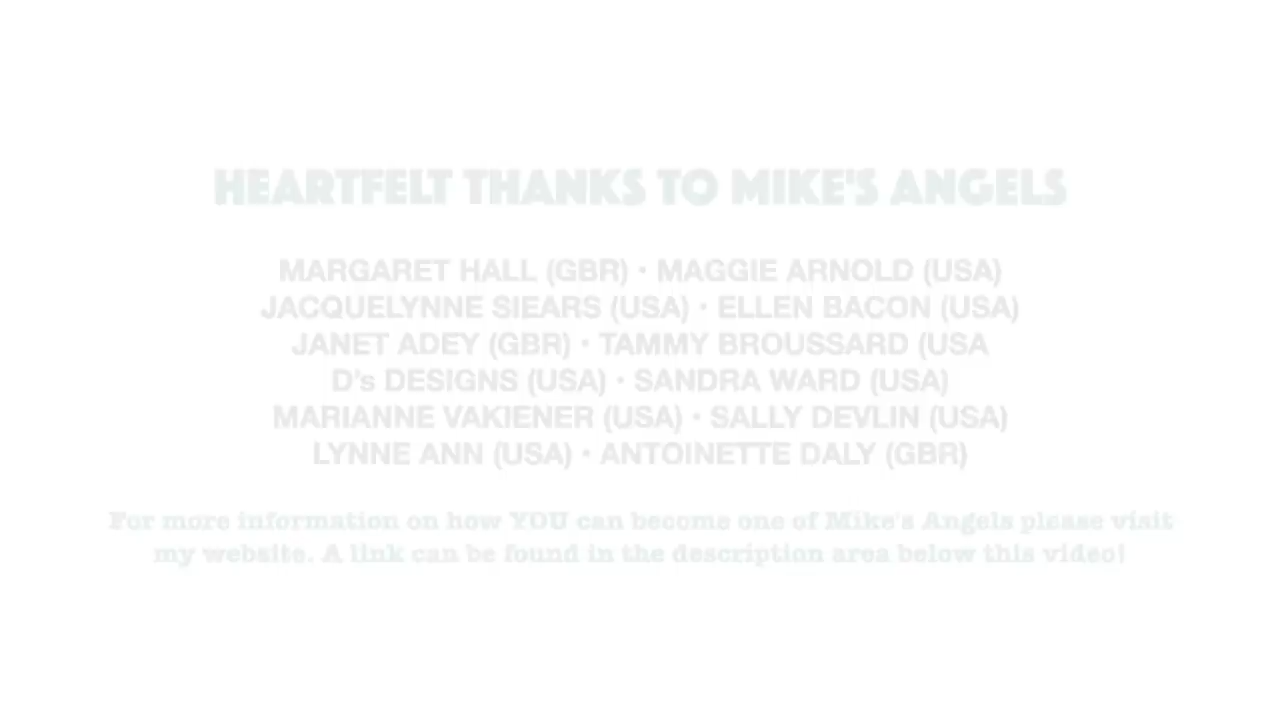 HEARTFELT THANKS TO MIKE'S ANGELS
MARGARET HALL (GBR) • MAGGIE ARNOLD (USA)
JACQUELYNNE SIEARS (USA) • ELLEN BACON (USA)
JANET ADEY (GBR) • TAMMY BROUSSARD (USA
D's DESIGNS (USA) • SANDRA WARD (USA)
MARIANNE VAKIENER (USA) • SALLY DEVLIN (USA)
LYNNE ANN (USA) • ANTOINETTE DALY (GBR)
For more information on how YOU can become one of Mike's Angels please visit
my website. A link can be found in the description area below this video!